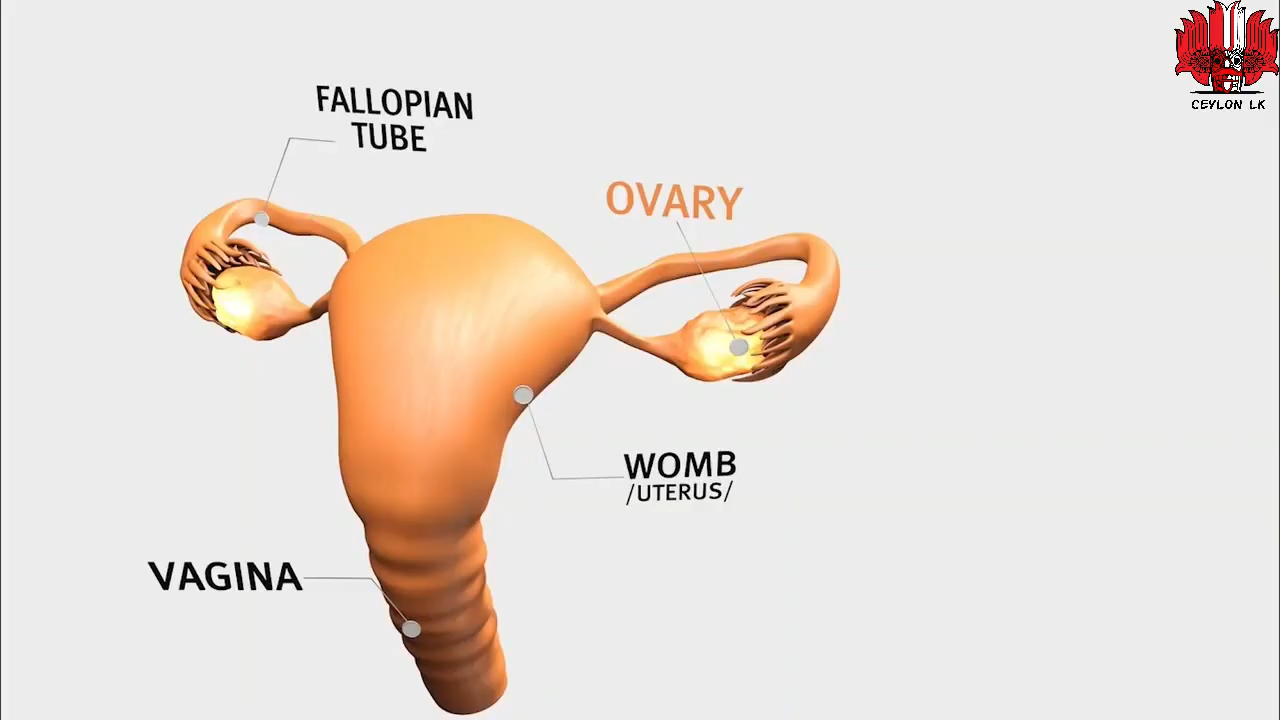 CEYLON LK
FALLOPIAN
TUBE
OVARY
WOMB
/UTERUS/
VAGINA